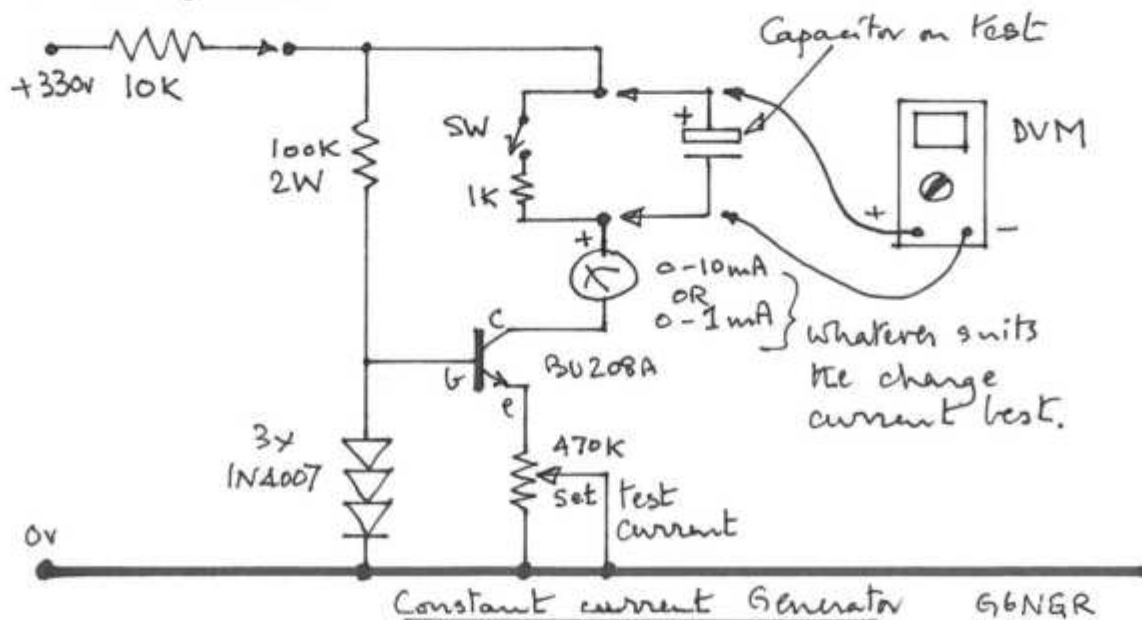 +330v 10K
Capacitor on test
SW
+
DVM
100K
2W
1K
+ -
+
0-10mA
OR
0-1mA
whatever suits
the charge
current best.
C
b
e
BU208A
3x
1N4007
470K
Set test
current
0v
Constant current Generator G6NGR